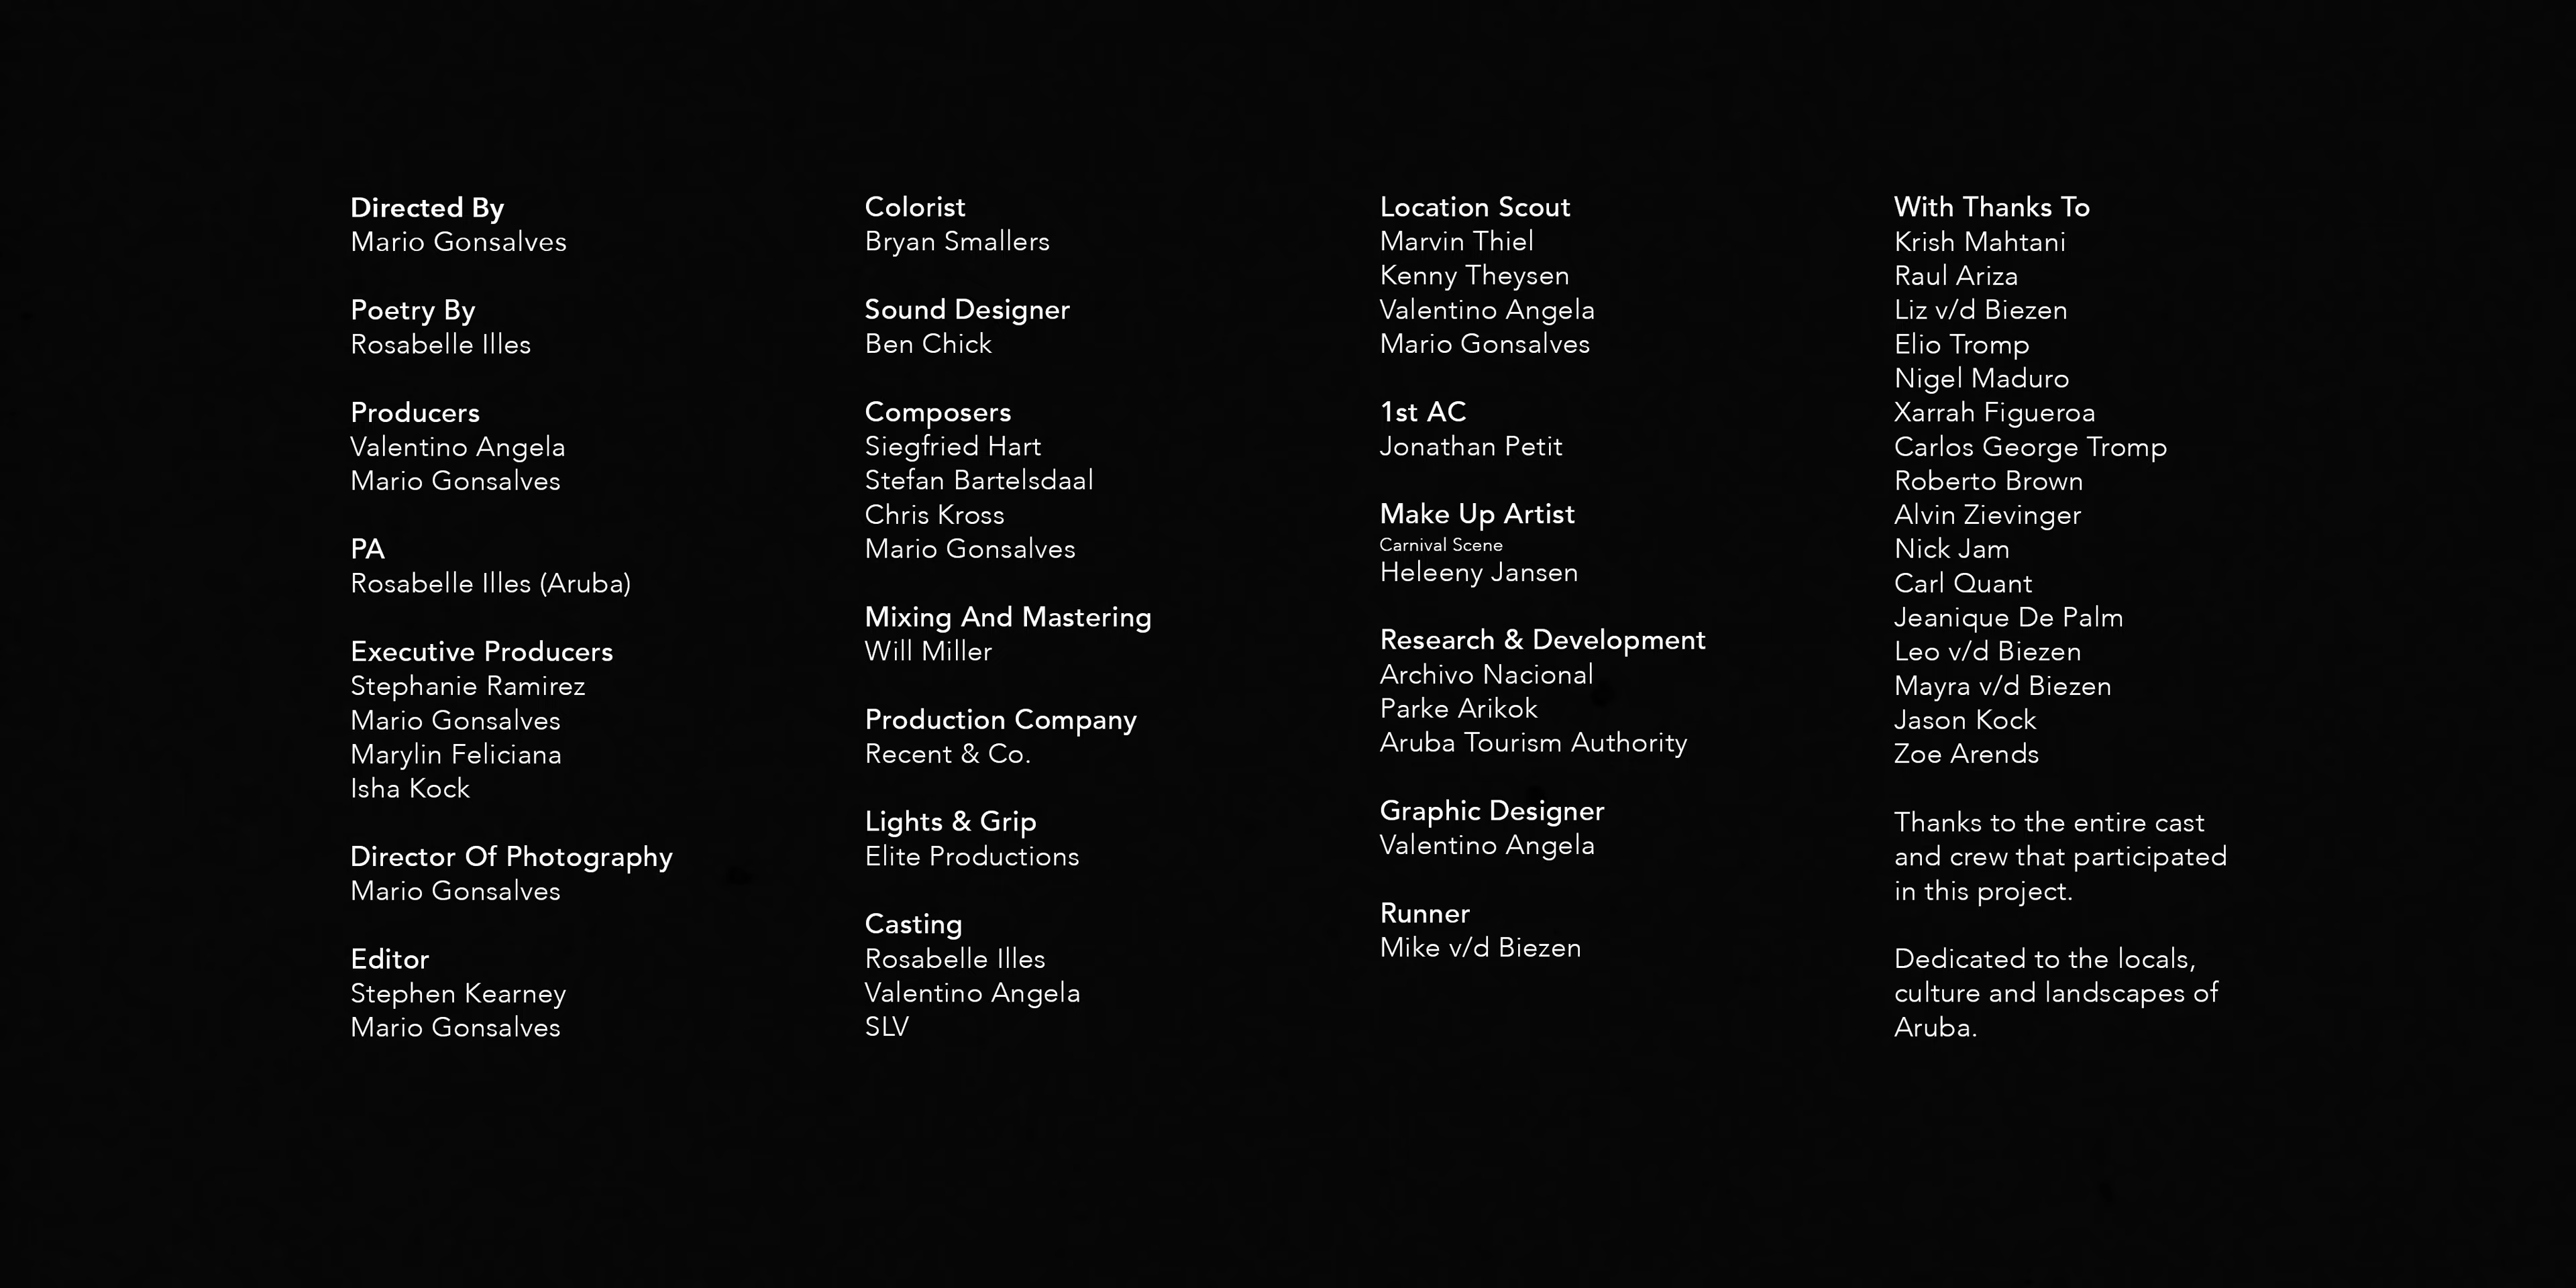 Directed By
Mario Gonsalves
Poetry By
Rosabelle Illes
Producers
Valentino Angela
Mario Gonsalves
PA
Rosabelle Illes (Aruba)
Executive Producers
Stephanie Ramirez
Mario Gonsalves
Marylin Feliciana
Isha Kock
Director Of Photography
Mario Gonsalves
Editor
Stephen Kearney
Mario Gonsalves
Colorist
Bryan Smallers
Sound Designer
Ben Chick
Composers
Siegfried Hart
Stefan Bartelsdaal
Chris Kross
Mario Gonsalves
Mixing And Mastering
Will Miller
Production Company
Recent & Co.
Lights & Grip
Elite Productions
Casting
Rosabelle Illes
Valentino Angela
SLV
Location Scout
Marvin Thiel
Kenny Theysen
Valentino Angela
Mario Gonsalves
1st AC
Jonathan Petit
Make Up Artist
Carnival Scene
Heleeny Jansen
Research & Development
Archivo Nacional
Parke Arikok
Aruba Tourism Authority
Graphic Designer
Valentino Angela
Runner
Mike v/d Biezen
With Thanks To
Krish Mahtani
Raul Ariza
Liz v/d Biezen
Elio Tromp
Nigel Maduro
Xarrah Figueroa
Carlos George Tromp
Roberto Brown
Alvin Zievinger
Nick Jam
Carl Quant
Jeanique De Palm
Leo v/d Biezen
Mayra v/d Biezen
Jason Kock
Zoe Arends
Thanks to the entire cast
and crew that participated
in this project.
Dedicated to the locals,
culture and landscapes of
Aruba.